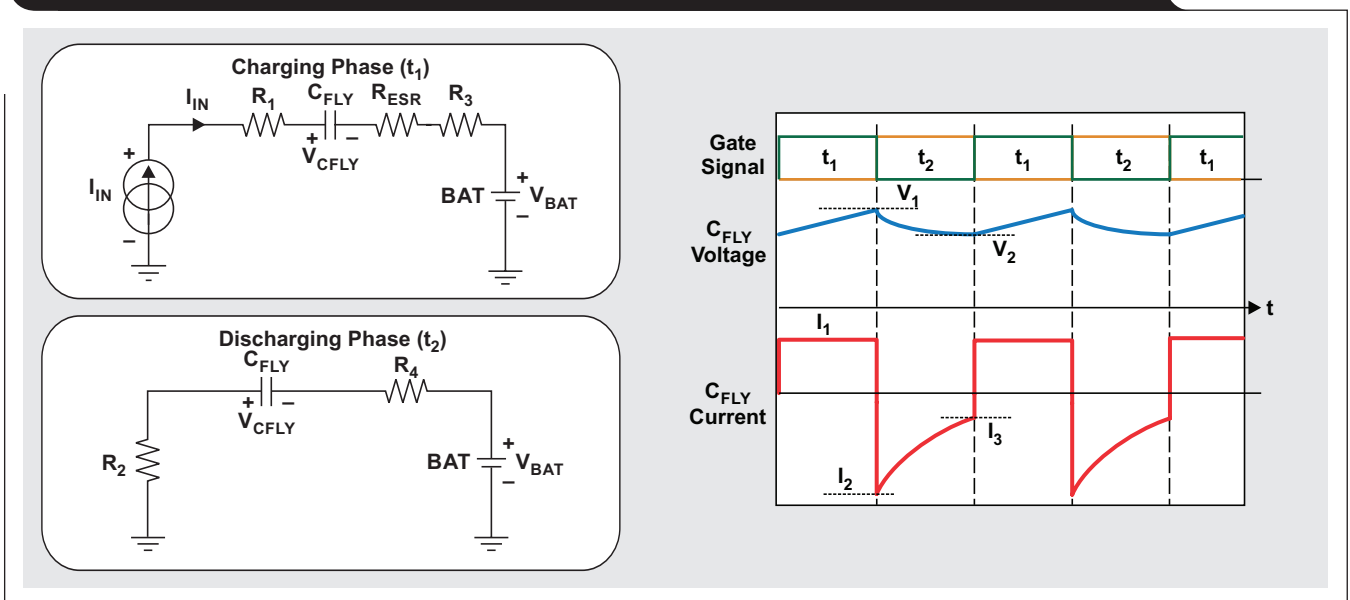 Charging Phase (t1)
IIN
R1
CFLY
RESR
R3
+
–
VCFLY
+
IIN
–
BAT
+
VBAT
–
Discharging Phase (t2)
CFLY
R4
+
–
VCFLY
R2
BAT
+
VBAT
–
Gate
Signal
t1
t2
t1
t2
t1
V1
CFLY
Voltage
V2
t
I1
CFLY
Current
I3
I2